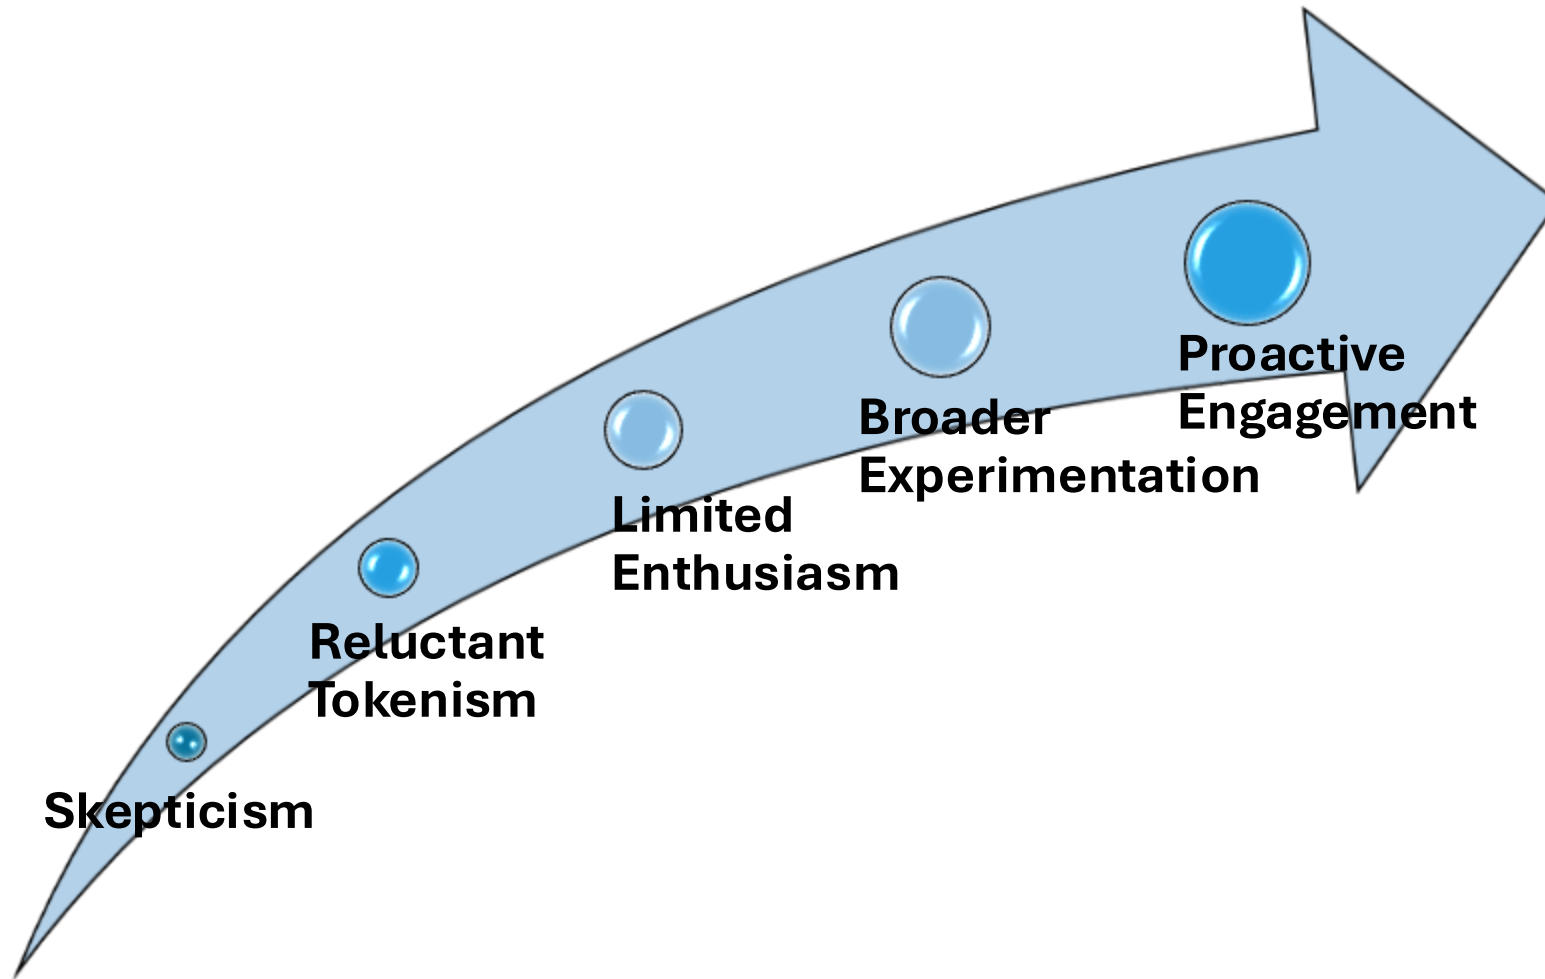 Skepticism
Reluctant
Tokenism
Limited
Enthusiasm
Broader
Experimentation
Proactive
Engagement